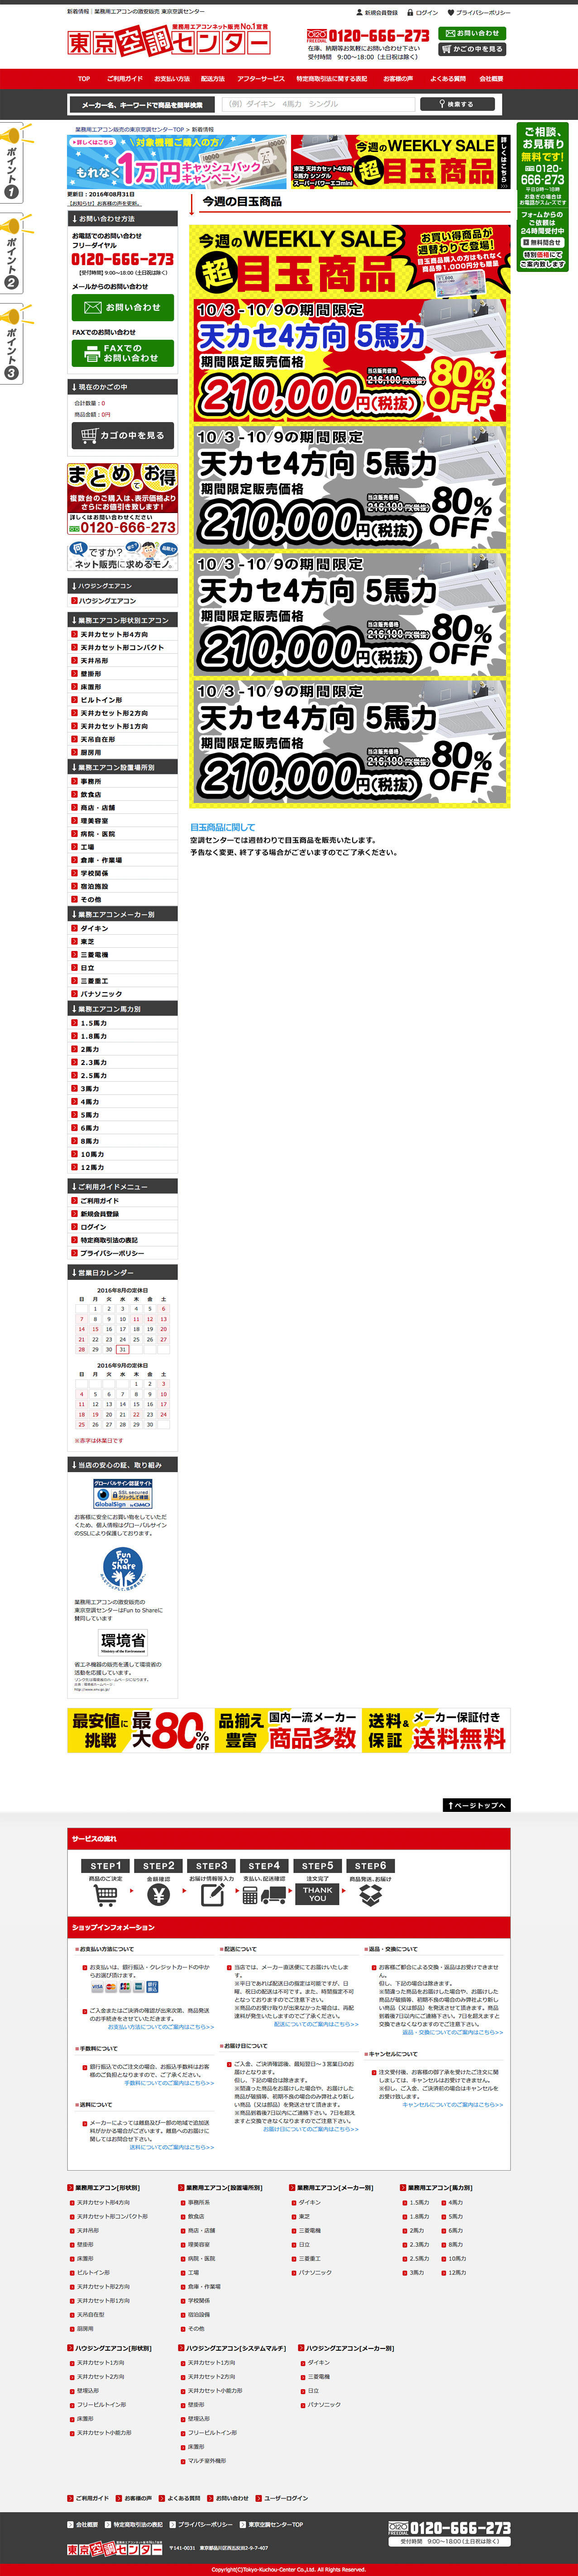 新着情報｜業務用エアコンの激安販売 東京空調センター
業務用エアコンネット販売No.1宣言
東京空調センター
新規会員登録
ログイン
プライバシーポリシー
FREEDIAL 0120-666-273
在庫、納期等お気軽にお問い合わせ下さい
受付時間 9:00～18:00（土日祝は除く）
お問い合わせ
かごの中を見る
TOP ご利用ガイド お支払い方法 配送方法 アフターサービス 特定商取引法に関する表記 お客様の声 よくある質問 会社概要
メーカー名、キーワードで商品を簡単検索
（例）ダイキン 4馬力 シングル
検索する
業務用エアコン販売の東京空調センターTOP > 新着情報
ポイント1
ポイント2
ポイント3
ご相談、お見積り無料です！
0120-666-273
平日9時～18時
お急ぎの場合はお電話がスムーズです
フォームからのご依頼は24時間受付中
無料問合せ
特別価格にてご案内致します
詳しくはこちら
対象機種ご購入の方！
もれなく1万円キャッシュバックキャンペーン
東芝 天井カセット4方向
5馬力 シングル
スーパーパワーエコmini
今週のWEEKLY SALE
超目玉商品
詳しくはこちら
更新日：2016年08月31日
【お知らせ】お客様の声を更新。
お問い合わせ方法
お電話でのお問い合わせ
フリーダイヤル
0120-666-273
【受付時間】9:00～18:00（土日祝は除く）
メールからのお問い合わせ
お問い合わせ
FAXでのお問い合わせ
FAXでのお問い合わせ
現在のかごの中
合計数量：0
商品金額：0円
カゴの中を見る
まとめてお得
複数台のご購入は、表示価格よりさらにお値引き致します！
詳しくはお問い合わせください
0120-666-273
何ですか？
ネット販売に求めるモノ。
ハウジングエアコン
ハウジングエアコン
業務エアコン形状別エアコン
天井カセット形4方向
天井カセット形コンパクト
天井吊形
壁掛形
床置形
ビルトイン形
天井カセット形2方向
天井カセット形1方向
天吊自在形
厨房用
業務エアコン設置場所別
事務所
飲食店
商店・店舗
理美容室
病院・医院
工場
倉庫・作業場
学校関係
宿泊施設
その他
業務エアコンメーカー別
ダイキン
東芝
三菱電機
日立
三菱重工
パナソニック
業務エアコン馬力別
1.5馬力
1.8馬力
2馬力
2.3馬力
2.5馬力
3馬力
4馬力
5馬力
6馬力
8馬力
10馬力
12馬力
ご利用ガイドメニュー
ご利用ガイド
新規会員登録
ログイン
特定商取引法の表記
プライバシーポリシー
営業日カレンダー
2016年8月の定休日
日 月 火 水 木 金 土
1 2 3 4 5 6
7 8 9 10 11 12 13
14 15 16 17 18 19 20
21 22 23 24 25 26 27
28 29 30 31
2016年9月の定休日
日 月 火 水 木 金 土
1 2 3
4 5 6 7 8 9 10
11 12 13 14 15 16 17
18 19 20 21 22 23 24
25 26 27 28 29 30
※赤字は休業日です
当店の安心の証、取り組み
グローバルサイン認証サイト
SSL secured
クリックして確認
GlobalSign by GMO
お客様に安全にお買い物をしていただくため、個人情報はグローバルサインのSSLにより保護しております。
Fun to Share
業務用エアコンの激安販売の東京空調センターはFun to Shareに賛同しています
環境省
Ministry of the Environment
省エネ機器の販売を通して環境省の活動を応援しています。
今週の目玉商品
今週のWEEKLY SALE
超目玉商品
お買い得商品が週替わりで登場！
目玉商品購入の方はもれなく商品券1,000円分も贈呈
10/3 - 10/9の期間限定
天カセ4方向 5馬力
期間限定販売価格
当店販売価格
216,100円(税抜)
210,000円(税抜)
80%OFF
10/3 - 10/9の期間限定
天カセ4方向 5馬力
期間限定販売価格
当店販売価格
216,100円(税抜)
210,000円(税抜)
80%OFF
10/3 - 10/9の期間限定
天カセ4方向 5馬力
期間限定販売価格
当店販売価格
216,100円(税抜)
210,000円(税抜)
80%OFF
10/3 - 10/9の期間限定
天カセ4方向 5馬力
期間限定販売価格
当店販売価格
216,100円(税抜)
210,000円(税抜)
80%OFF
目玉商品に関して
空調センターでは週替わりで目玉商品を販売いたします。
予告なく変更、終了する場合がございますのでご了承ください。
最安値に挑戦 最大80%OFF
品揃え豊富 国内一流メーカー商品多数
送料&保証 メーカー保証付き送料無料
ページトップへ
サービスの流れ
STEP1 商品のご決定
STEP2 金額確認
STEP3 お届け情報等入力
STEP4 支払い、配送確認
STEP5 注文完了 THANK YOU
STEP6 商品発送、お届け
ショップインフォメーション
お支払い方法について
お支払いは、銀行振込・クレジットカードの中からお選び頂けます。
ご入金またはご決済の確認が出来次第、商品発送のお手続きをさせていただきます。
お支払い方法についてのご案内はこちら>>
手数料について
銀行振込でのご注文の場合、お振込手数料はお客様のご負担となりますので、ご了承ください。
手数料についてのご案内はこちら>>
送料について
メーカーによっては離島及び一部の地域で追加送料がかかる場合がございます。離島へのお届けに関してはお問合せ下さい。
送料についてのご案内はこちら>>
配送について
当店では、メーカー直送便にてお届けいたします。
※平日であれば配送日の指定は可能ですが、日曜、祝日の配送は不可です。また、時間指定不可となっておりますのでご注意下さい。
※商品のお受け取りが出来なかった場合は、再配達料が発生いたしますのでご了承ください。
配送についてのご案内はこちら>>
お届け日について
ご入金、ご決済確認後、最短翌日～3営業日のお届けとなります。
但し、下記の場合は除きます。
※間違った商品をお届けした場合や、お届けした商品が破損等、初期不良の場合のみ弊社より新しい商品（又は部品）を発送させて頂きます。
※商品到着後7日以内にご連絡下さい。7日を超えますと交換できなくなりますのでご注意下さい。
お届け日についてのご案内はこちら>>
返品・交換について
お客様ご都合による交換・返品はお受けできません。
但し、下記の場合は除きます。
※間違った商品をお届けした場合や、お届けした商品が破損等、初期不良の場合のみ弊社より新しい商品（又は部品）を発送させて頂きます。商品到着後7日以内にご連絡下さい。7日を超えますと交換できなくなりますのでご注意下さい。
返品・交換についてのご案内はこちら>>
キャンセルについて
注文受付後、お客様の御了承を受けたご注文に関しましては、キャンセルはお受けできません。
※但し、ご入金、ご決済前の場合はキャンセルをお受け致します。
キャンセルについてのご案内はこちら>>
業務用エアコン[形状別]
天井カセット形4方向
天井カセット形コンパクト形
天井吊形
壁掛形
床置形
ビルトイン形
天井カセット形2方向
天井カセット形1方向
天吊自在型
厨房用
業務用エアコン[設置場所別]
事務所系
飲食店
商店・店舗
理美容室
病院・医院
工場
倉庫・作業場
学校関係
宿泊設備
その他
業務用エアコン[メーカー別]
ダイキン
東芝
三菱電機
日立
三菱重工
パナソニック
業務用エアコン[馬力別]
1.5馬力 4馬力
1.8馬力 5馬力
2馬力 6馬力
2.3馬力 8馬力
2.5馬力 10馬力
3馬力 12馬力
ハウジングエアコン[形状別]
天井カセット1方向
天井カセット2方向
壁埋込形
フリービルトイン形
床置形
天井カセット小能力形
ハウジングエアコン[システムマルチ]
天井カセット1方向
天井カセット2方向
天井カセット小能力形
壁掛形
壁埋込形
フリービルトイン形
床置形
マルチ室外機形
ハウジングエアコン[メーカー別]
ダイキン
三菱電機
日立
パナソニック
ご利用ガイド お客様の声 よくある質問 お問い合わせ ユーザーログイン
会社概要 特定商取引法の表記 プライバシーポリシー 東京空調センターTOP
東京空調センター
〒141-0031 東京都品川区西五反田2-9-7-407
FREEDIAL 0120-666-273
受付時間 9:00～18:00（土日祝は除く）
Copyright(C)Tokyo-Kuchou-Center Co.,Ltd. All Rights Reserved.